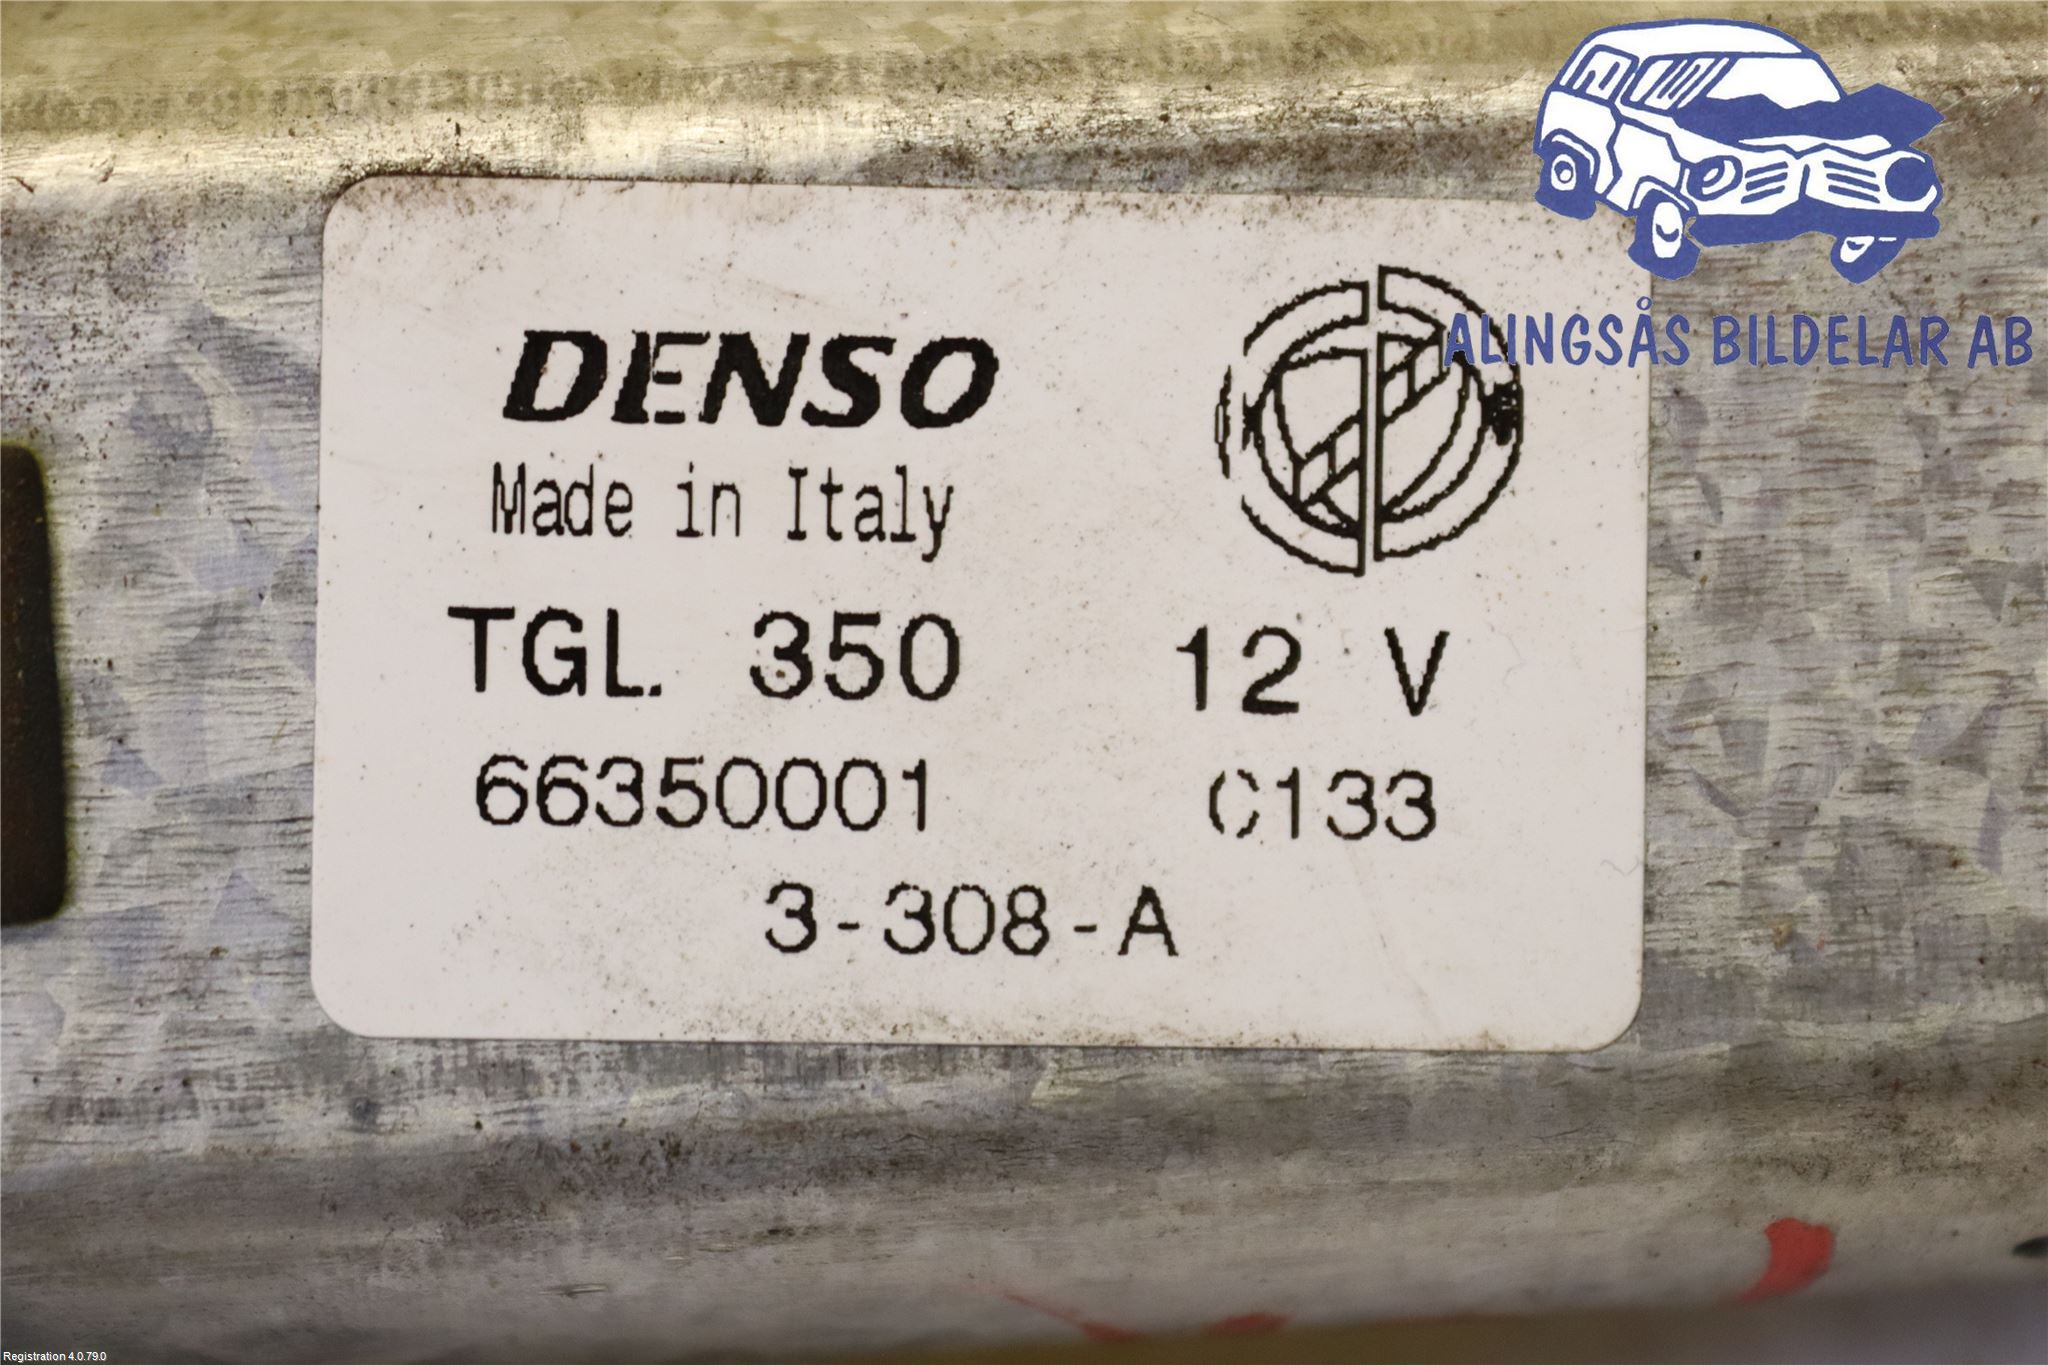 ALINGSÅS BILDELAR AB
DENSO
Made in Italy
TGL. 350 12 V
66350001 C133
3-308-A
Registration 4.0.79.0